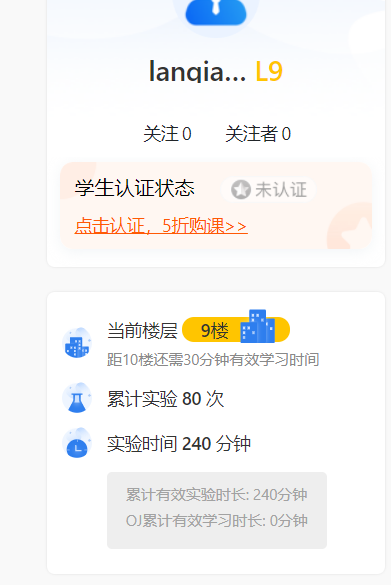 lanqia... L9
关注 0 关注者 0
学生认证状态 未认证
点击认证，5折购课>>
当前楼层 9楼
距10楼还需30分钟有效学习时间
累计实验 80 次
实验时间 240 分钟
累计有效实验时长: 240分钟
OJ累计有效学习时长: 0分钟